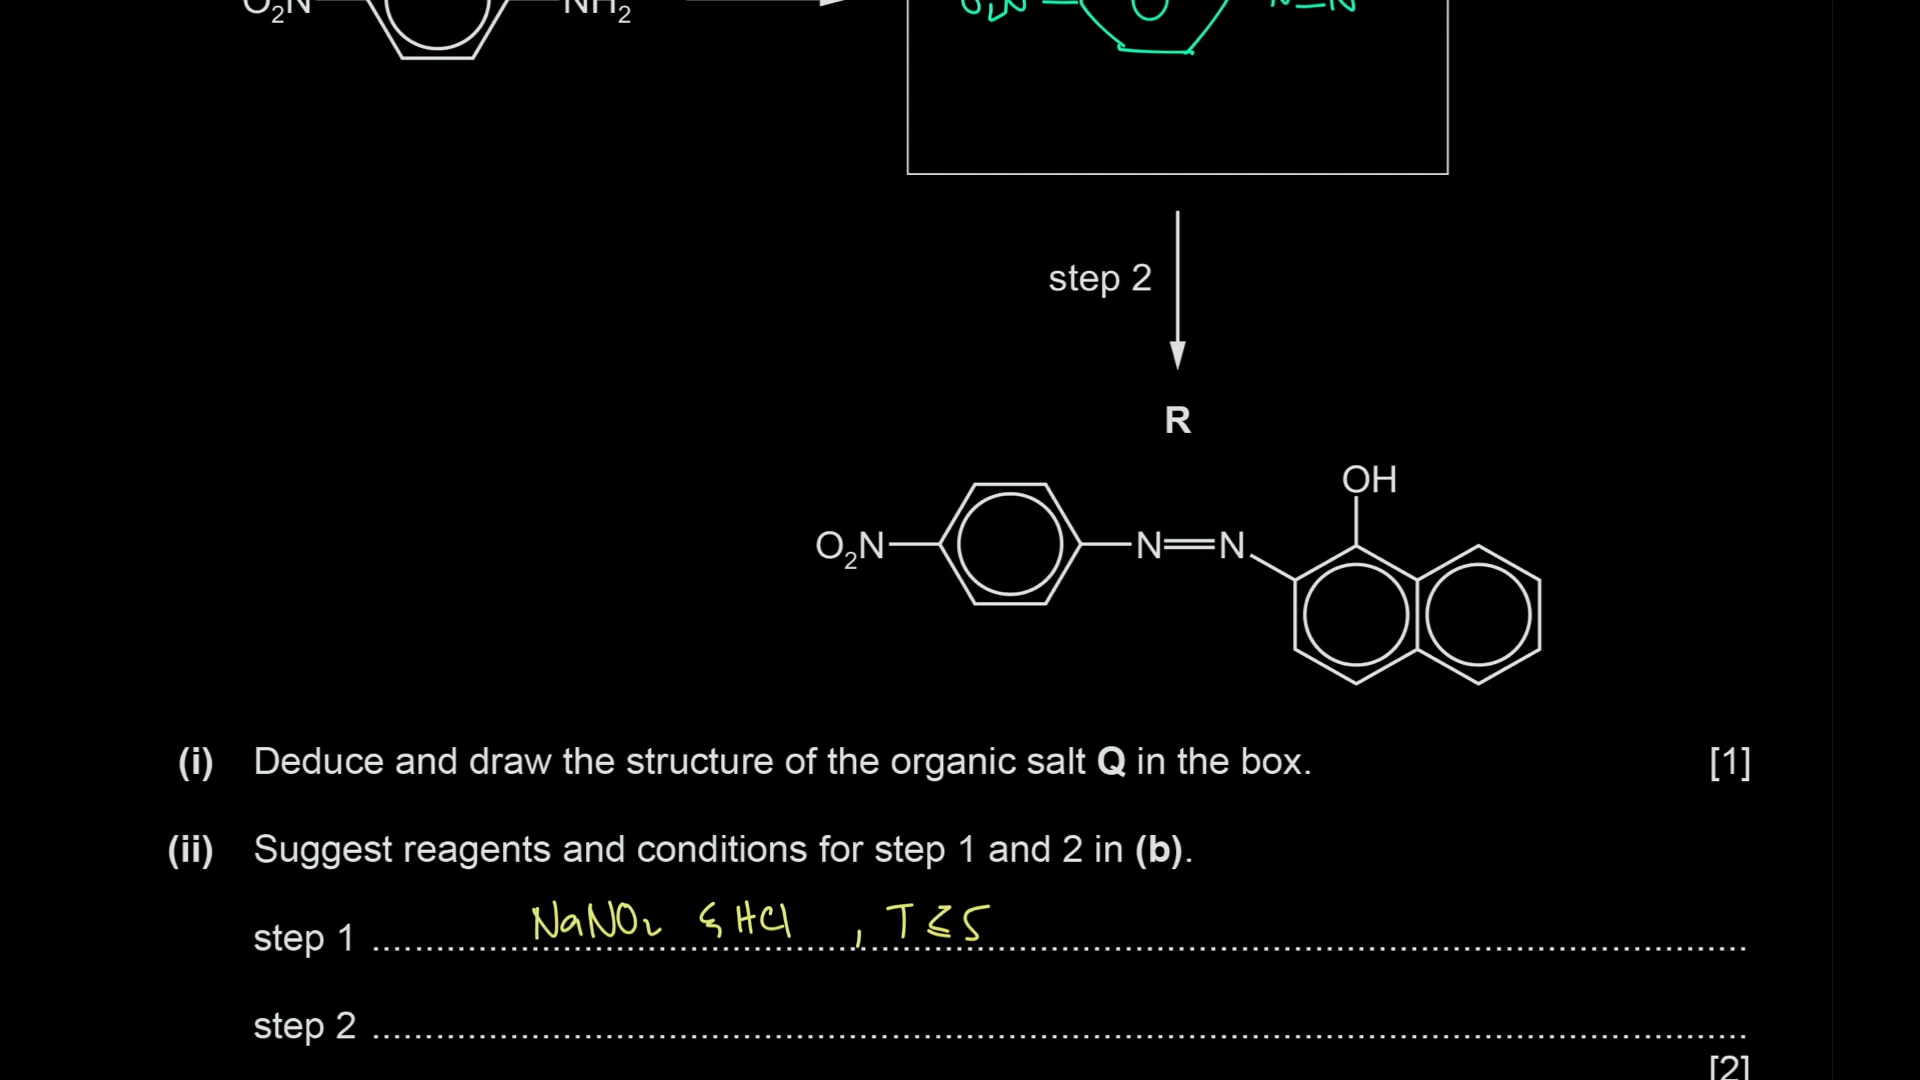 O₂N NH₂ O₂N N=N
step 2
R
OH
O₂N N=N
(i) Deduce and draw the structure of the organic salt Q in the box. [1]
(ii) Suggest reagents and conditions for step 1 and 2 in (b).
step 1 NaNO₂ & HCl , T ≤ 5
step 2
[2]